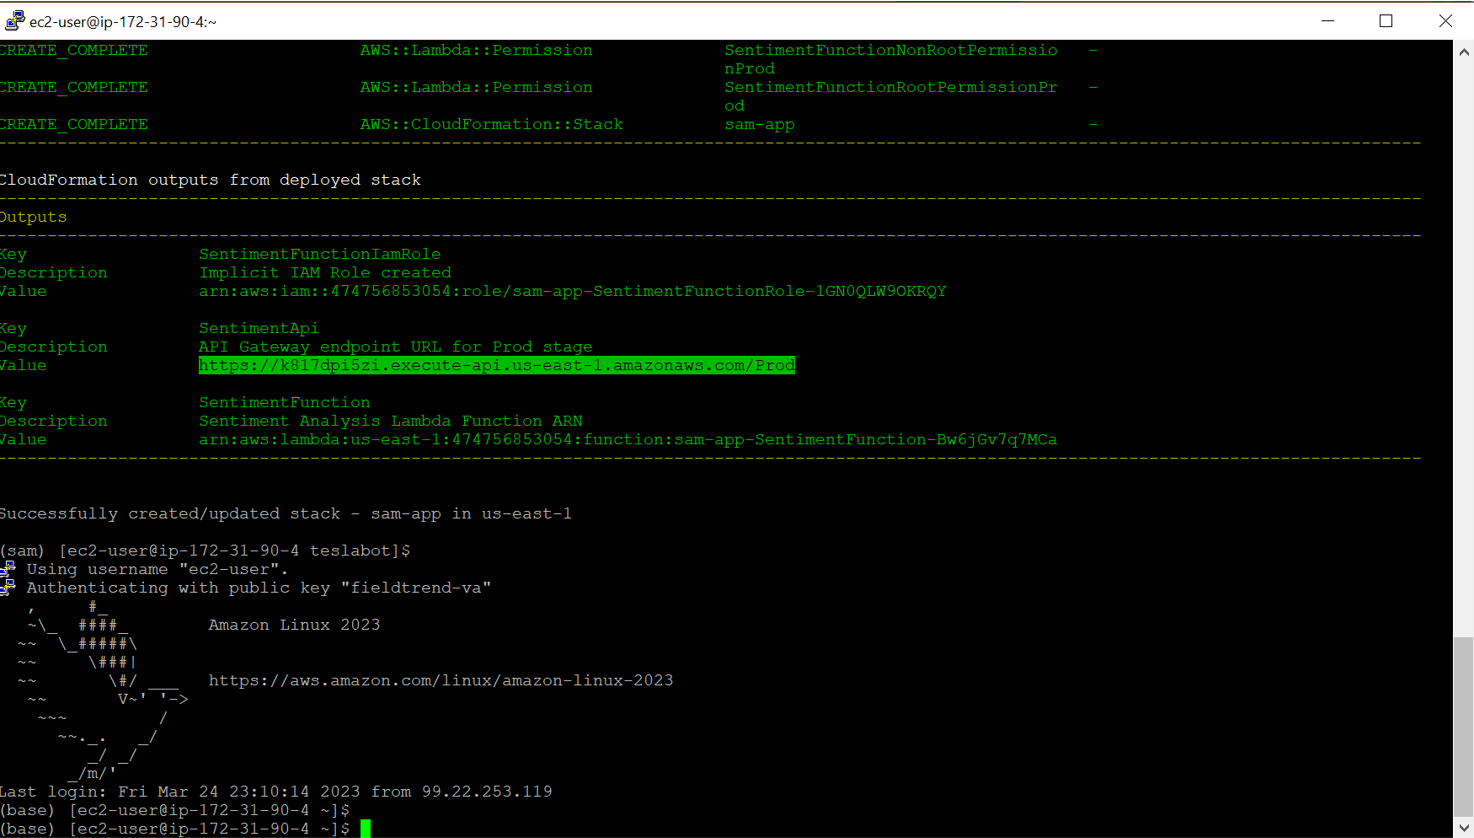 ec2-user@ip-172-31-90-4:~
CREATE_COMPLETE AWS::Lambda::Permission SentimentFunctionNonRootPermissio -
nProd
CREATE_COMPLETE AWS::Lambda::Permission SentimentFunctionRootPermissionPr -
od
CREATE_COMPLETE AWS::CloudFormation::Stack sam-app -
CloudFormation outputs from deployed stack
Outputs
Key SentimentFunctionIamRole
Description Implicit IAM Role created
Value arn:aws:iam::474756853054:role/sam-app-SentimentFunctionRole-1GN0QLW9OKRQY
Key SentimentApi
Description API Gateway endpoint URL for Prod stage
Value https://k817dpi5zi.execute-api.us-east-1.amazonaws.com/Prod
Key SentimentFunction
Description Sentiment Analysis Lambda Function ARN
Value arn:aws:lambda:us-east-1:474756853054:function:sam-app-SentimentFunction-Bw6jGv7q7MCa
Successfully created/updated stack - sam-app in us-east-1
(sam) [ec2-user@ip-172-31-90-4 teslabot]$
Using username "ec2-user".
Authenticating with public key "fieldtrend-va"
   ,     #_
   ~\_  ####_        Amazon Linux 2023
  ~~  \_#####\
  ~~     \###|
  ~~       \#/ ___   https://aws.amazon.com/linux/amazon-linux-2023
   ~~       V~' '->
    ~~~         /
      ~~._.   _/
         _/ _/
       _/m/'
Last login: Fri Mar 24 23:10:14 2023 from 99.22.253.119
(base) [ec2-user@ip-172-31-90-4 ~]$
(base) [ec2-user@ip-172-31-90-4 ~]$